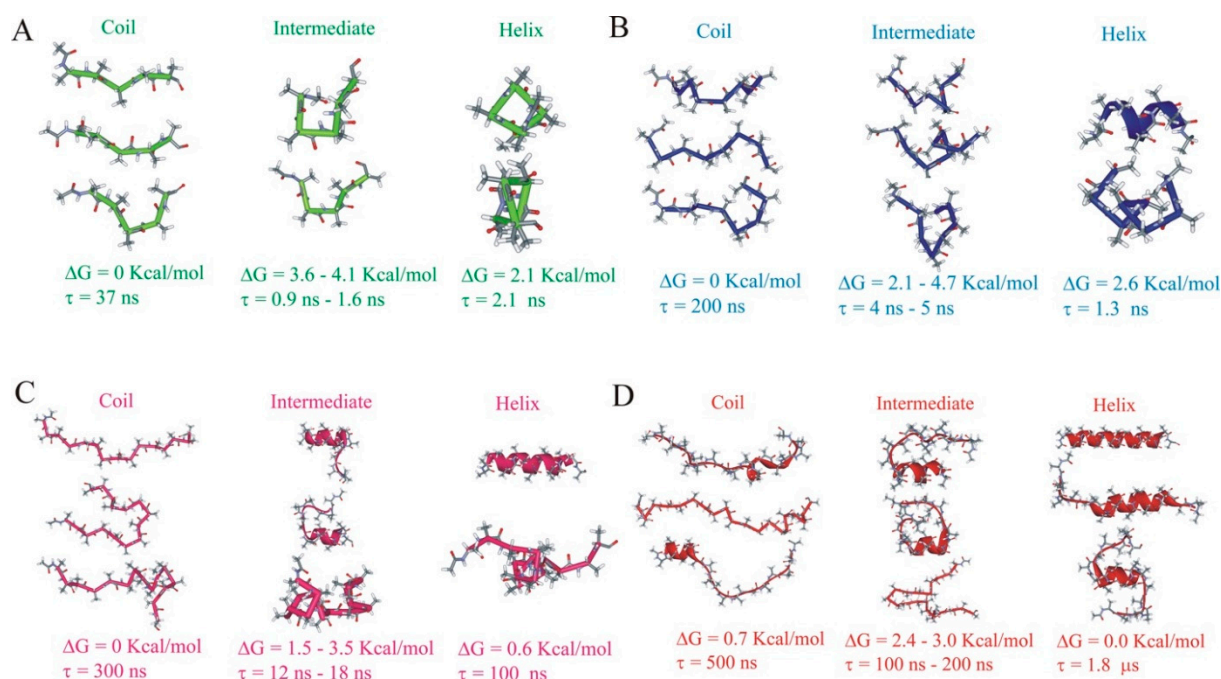 A
Coil
Intermediate
Helix
ΔG = 0 Kcal/mol
τ = 37 ns
ΔG = 3.6 - 4.1 Kcal/mol
τ = 0.9 ns - 1.6 ns
ΔG = 2.1 Kcal/mol
τ = 2.1 ns
B
Coil
Intermediate
Helix
ΔG = 0 Kcal/mol
τ = 200 ns
ΔG = 2.1 - 4.7 Kcal/mol
τ = 4 ns - 5 ns
ΔG = 2.6 Kcal/mol
τ = 1.3 ns
C
Coil
Intermediate
Helix
ΔG = 0 Kcal/mol
τ = 300 ns
ΔG = 1.5 - 3.5 Kcal/mol
τ = 12 ns - 18 ns
ΔG = 0.6 Kcal/mol
τ = 100 ns
D
Coil
Intermediate
Helix
ΔG = 0.7 Kcal/mol
τ = 500 ns
ΔG = 2.4 - 3.0 Kcal/mol
τ = 100 ns - 200 ns
ΔG = 0.0 Kcal/mol
τ = 1.8 μs